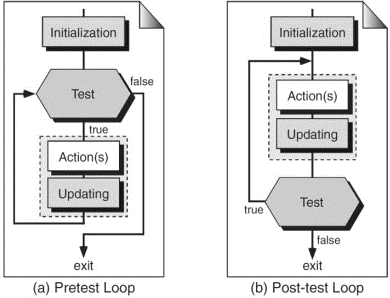 Initialization
Test
false
true
Action(s)
Updating
exit
(a) Pretest Loop
Initialization
Action(s)
Updating
Test
true
false
exit
(b) Post-test Loop